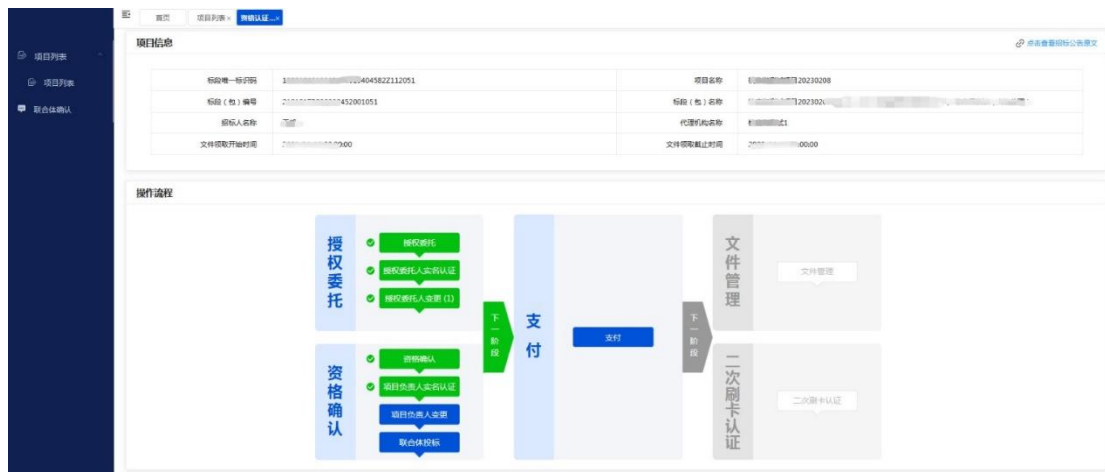 首页
项目列表×
资格认证...×
项目列表
项目列表
联合体确认
项目信息
点击查看招标公告原文
标段唯一标识码
404582Z112051
项目名称
20230208
标段（包）编号
452001051
标段（包）名称
招标人名称
代理机构名称
文件领取开始时间
文件领取截止时间
操作流程
授权委托
授权委托
授权委托人实名认证
授权委托人变更 (1)
资格确认
资格确认
项目负责人实名认证
项目负责人变更
联合体投标
下一阶段
支付
支付
下一阶段
文件管理
文件管理
二次刷卡认证
二次刷卡认证